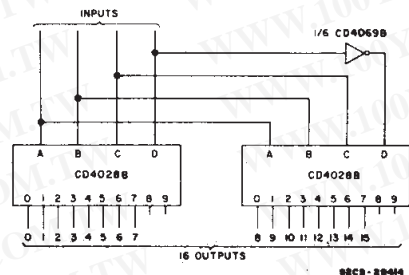 INPUTS
1/6 CD4069B
A B C D A B C D
CD4028B CD4028B
0 1 2 3 4 5 6 7 8 9 0 1 2 3 4 5 6 7 8 9
0 1 2 3 4 5 6 7 8 9 10 11 12 13 14 15
16 OUTPUTS